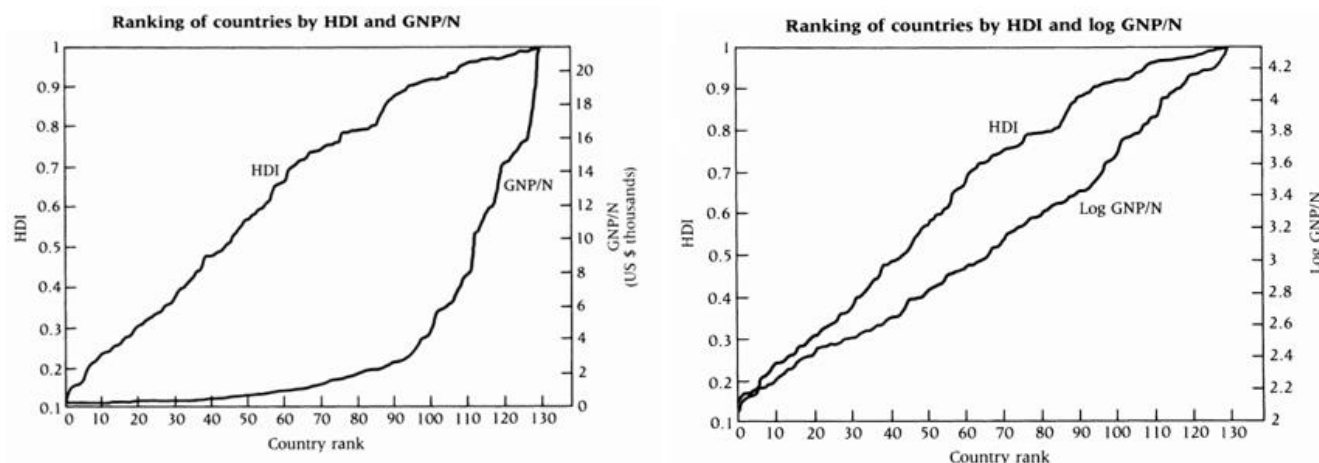 Ranking of countries by HDI and GNP/N
1
0.9
0.8
0.7
0.6
0.5
0.4
0.3
0.2
0.1
HDI
HDI
GNP/N
20
18
16
14
12
10
8
6
4
2
0
GNP/N
(US $ thousands)
0 10 20 30 40 50 60 70 80 90 100 110 120 130
Country rank
Ranking of countries by HDI and log GNP/N
1
0.9
0.8
0.7
0.6
0.5
0.4
0.3
0.2
0.1
HDI
HDI
Log GNP/N
4.2
4
3.8
3.6
3.4
3.2
3
2.8
2.6
2.4
2.2
2
Log GNP/N
0 10 20 30 40 50 60 70 80 90 100 110 120 130
Country rank